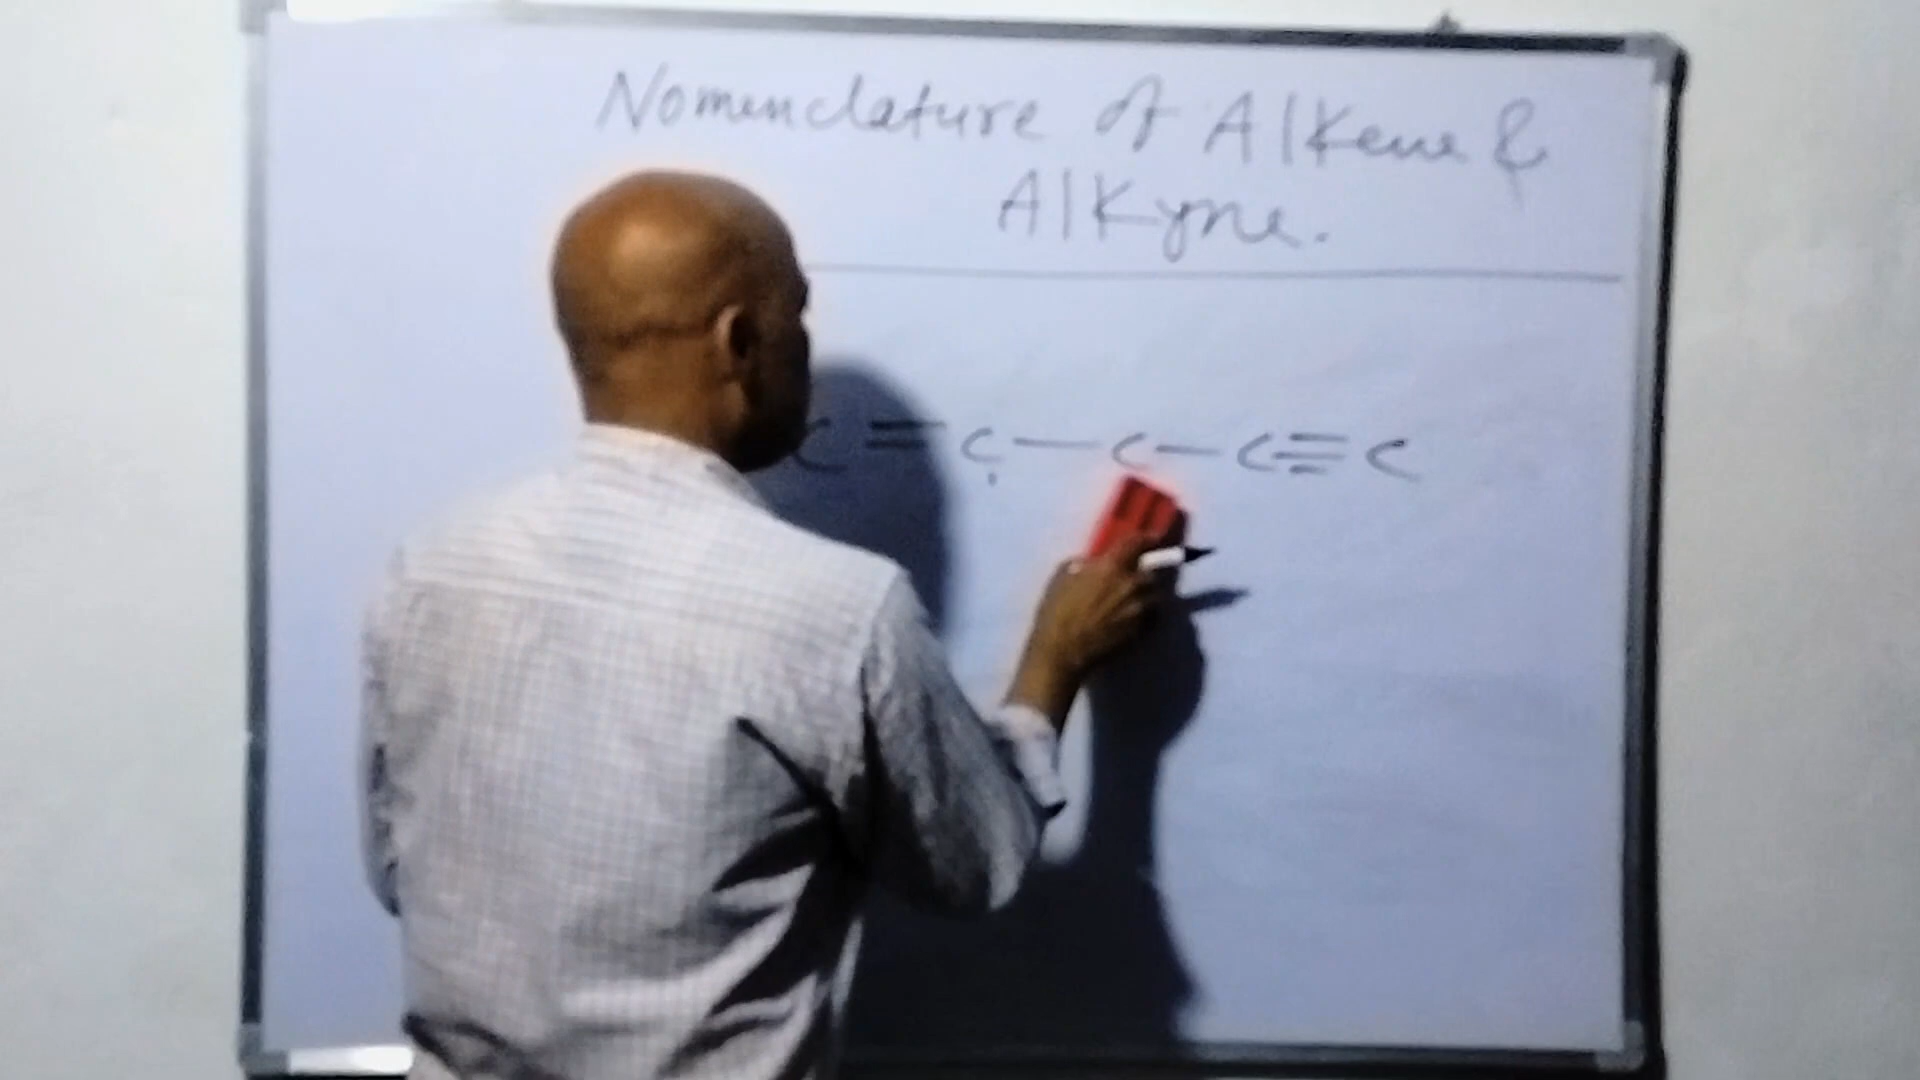 Nomenclature of Alkene &
Alkyne.
C = C — C — C ≡ C